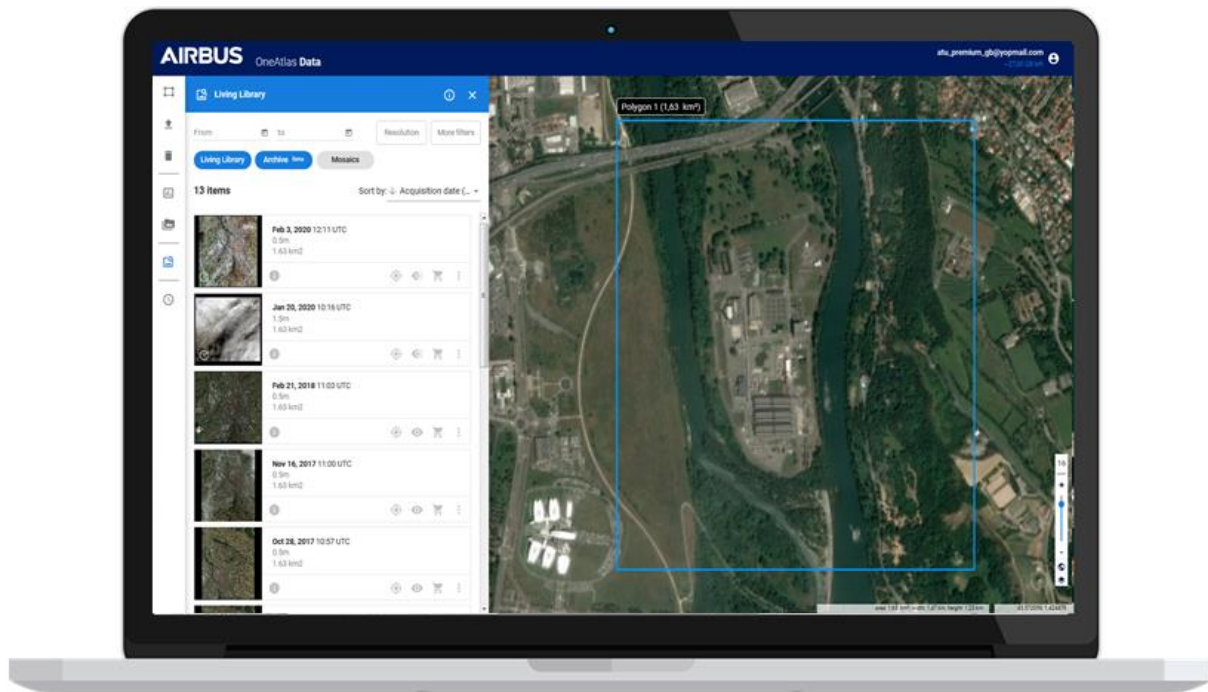 AIRBUS OneAtlas Data
atu_premium_gb@yopmail.com
Living Library
From to Resolution More filters
Living Library Archive Beta Mosaics
13 items Sort by: Acquisition date (...
Feb 3, 2020 12:11 UTC
0.5m
1.63 km2
Jan 20, 2020 10:16 UTC
1.5m
1.63 km2
Feb 21, 2018 11:03 UTC
0.5m
1.63 km2
Nov 16, 2017 11:00 UTC
0.5m
1.63 km2
Oct 28, 2017 10:57 UTC
0.5m
1.63 km2
Polygon 1 (1,63 km²)
16